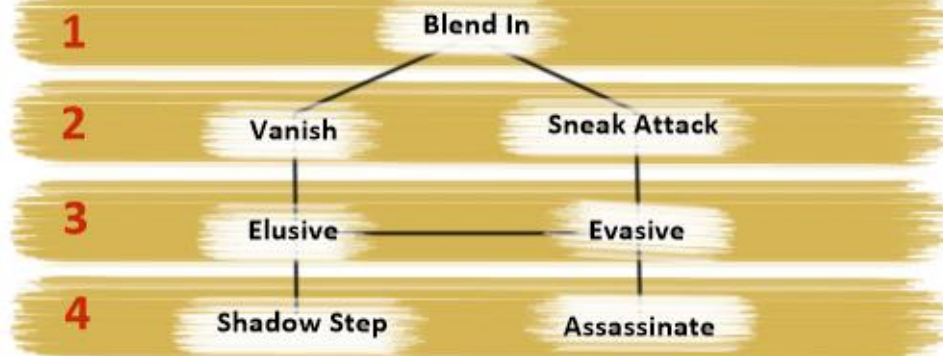 1 Blend In
2 Vanish Sneak Attack
3 Elusive Evasive
4 Shadow Step Assassinate